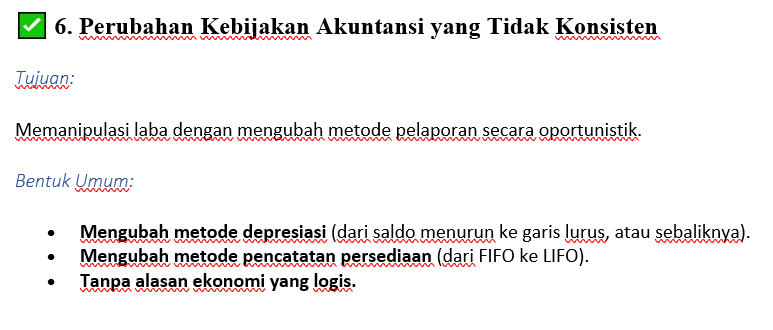 ✅ 6. Perubahan Kebijakan Akuntansi yang Tidak Konsisten
Tujuan:
Memanipulasi laba dengan mengubah metode pelaporan secara oportunistik.
Bentuk Umum:
• Mengubah metode depresiasi (dari saldo menurun ke garis lurus, atau sebaliknya).
• Mengubah metode pencatatan persediaan (dari FIFO ke LIFO).
• Tanpa alasan ekonomi yang logis.